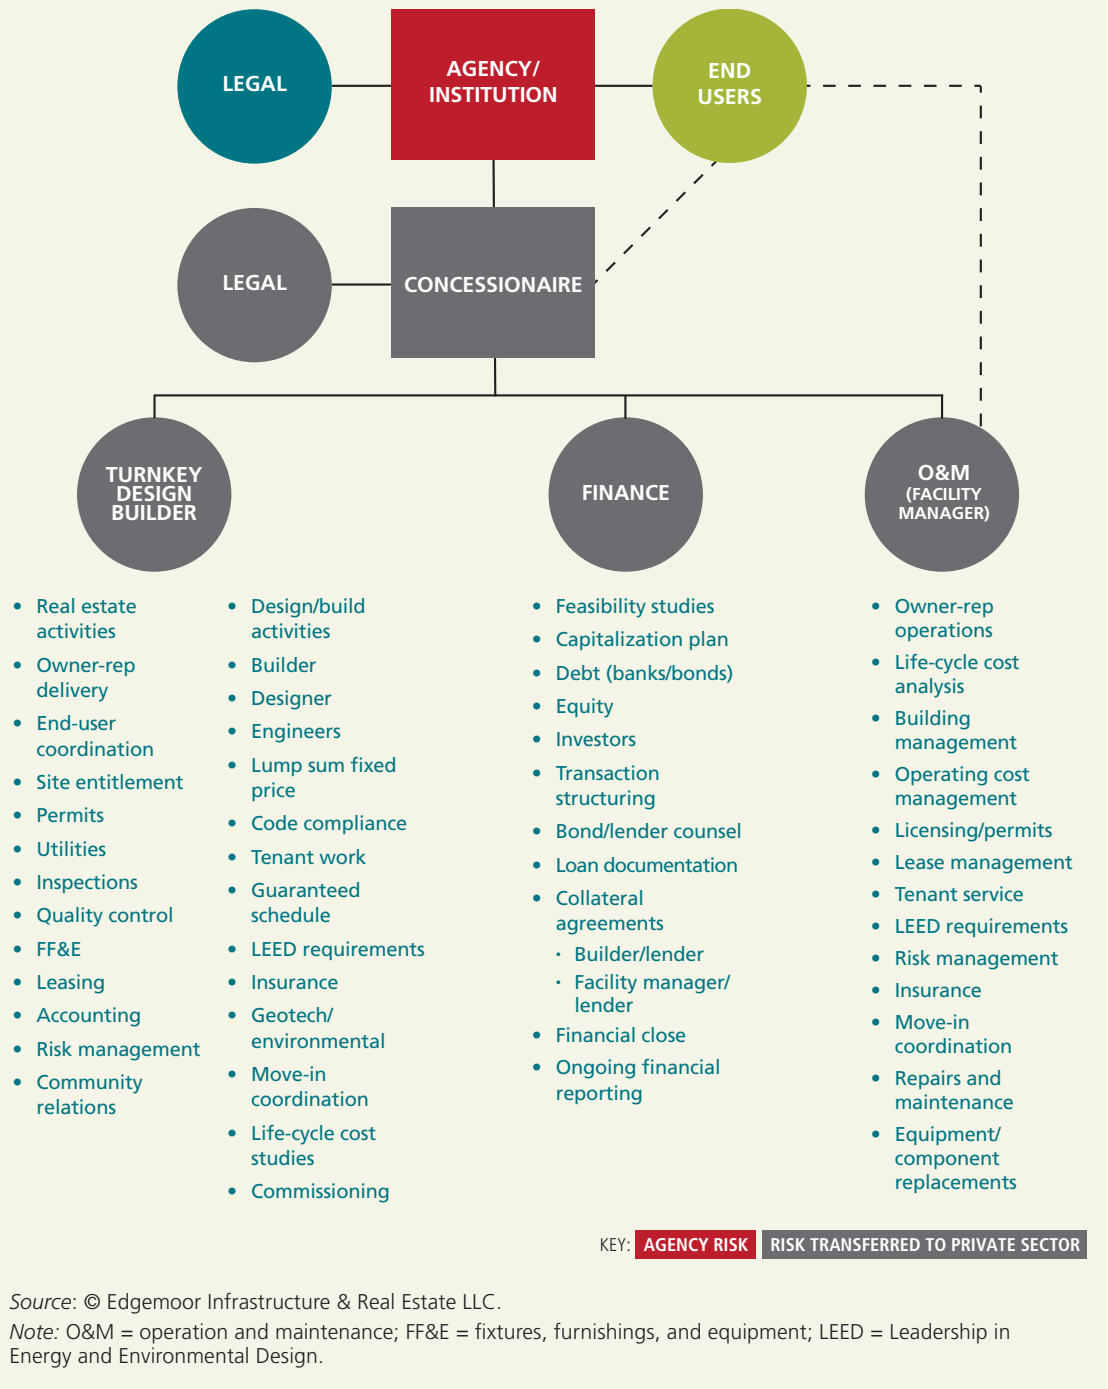 LEGAL
AGENCY/
INSTITUTION
END
USERS
LEGAL
CONCESSIONAIRE
TURNKEY
DESIGN
BUILDER
FINANCE
O&M
(FACILITY
MANAGER)
• Real estate
activities
• Owner-rep
delivery
• End-user
coordination
• Site entitlement
• Permits
• Utilities
• Inspections
• Quality control
• FF&E
• Leasing
• Accounting
• Risk management
• Community
relations
• Design/build
activities
• Builder
• Designer
• Engineers
• Lump sum fixed
price
• Code compliance
• Tenant work
• Guaranteed
schedule
• LEED requirements
• Insurance
• Geotech/
environmental
• Move-in
coordination
• Life-cycle cost
studies
• Commissioning
• Feasibility studies
• Capitalization plan
• Debt (banks/bonds)
• Equity
• Investors
• Transaction
structuring
• Bond/lender counsel
• Loan documentation
• Collateral
agreements
· Builder/lender
· Facility manager/
lender
• Financial close
• Ongoing financial
reporting
• Owner-rep
operations
• Life-cycle cost
analysis
• Building
management
• Operating cost
management
• Licensing/permits
• Lease management
• Tenant service
• LEED requirements
• Risk management
• Insurance
• Move-in
coordination
• Repairs and
maintenance
• Equipment/
component
replacements
KEY: AGENCY RISK RISK TRANSFERRED TO PRIVATE SECTOR
Source: © Edgemoor Infrastructure & Real Estate LLC.
Note: O&M = operation and maintenance; FF&E = fixtures, furnishings, and equipment; LEED = Leadership in
Energy and Environmental Design.